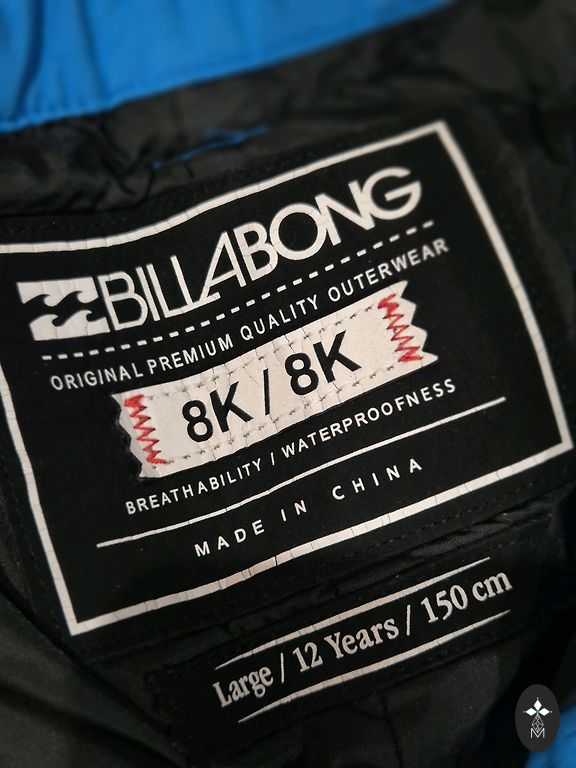 BILLABONG
ORIGINAL PREMIUM QUALITY OUTERWEAR
8K / 8K
BREATHABILITY / WATERPROOFNESS
MADE IN CHINA
Large / 12 Years / 150 cm
M